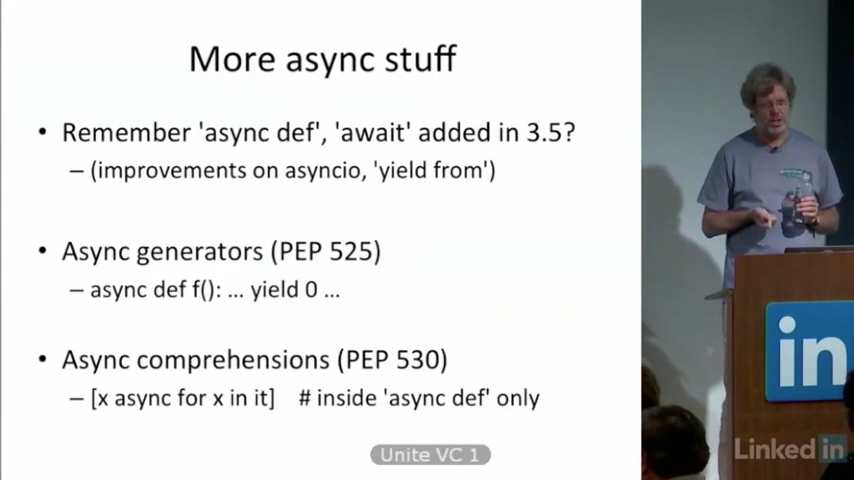 More async stuff
• Remember 'async def', 'await' added in 3.5?
– (improvements on asyncio, 'yield from')
• Async generators (PEP 525)
– async def f(): ... yield 0 ...
• Async comprehensions (PEP 530)
– [x async for x in it] # inside 'async def' only
Unite VC 1
in
Linked in